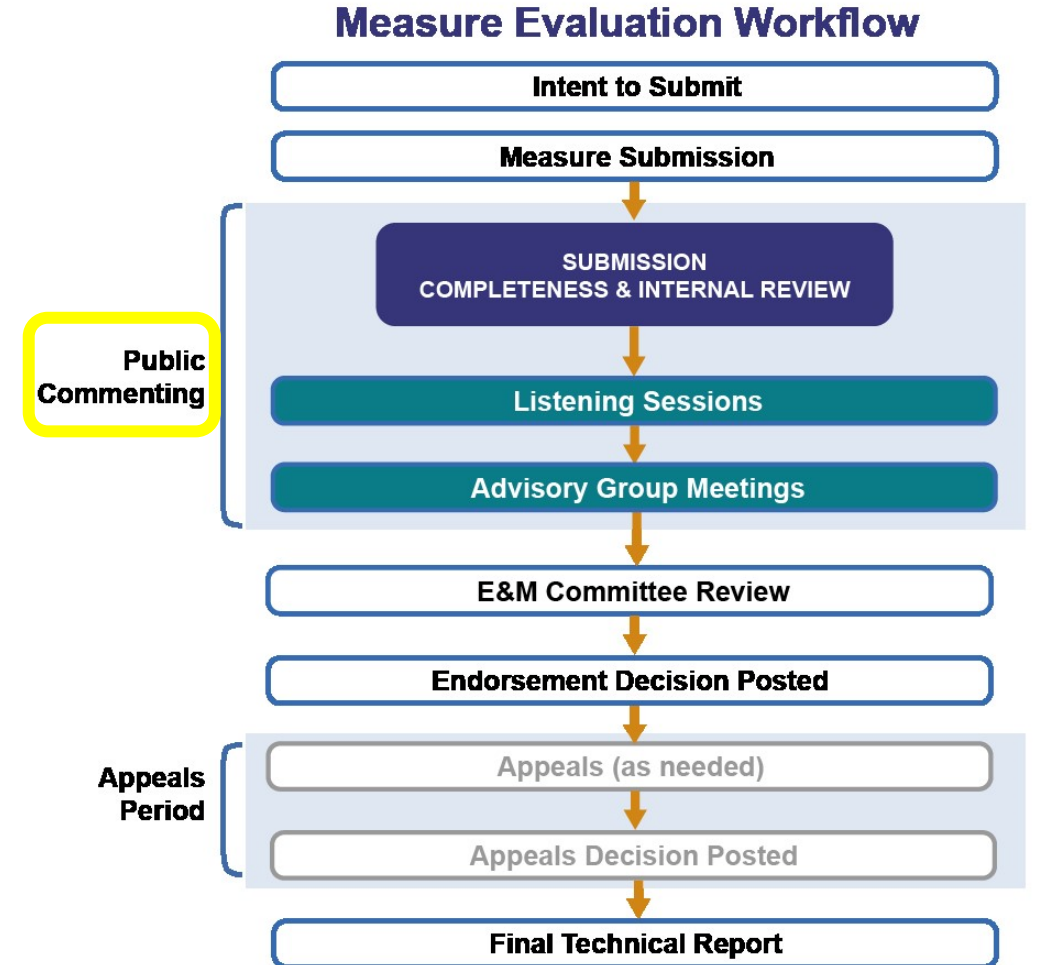 Measure Evaluation Workflow
Intent to Submit
Measure Submission
SUBMISSION
COMPLETENESS & INTERNAL REVIEW
Public
Commenting
Listening Sessions
Advisory Group Meetings
E&M Committee Review
Endorsement Decision Posted
Appeals
Period
Appeals (as needed)
Appeals Decision Posted
Final Technical Report